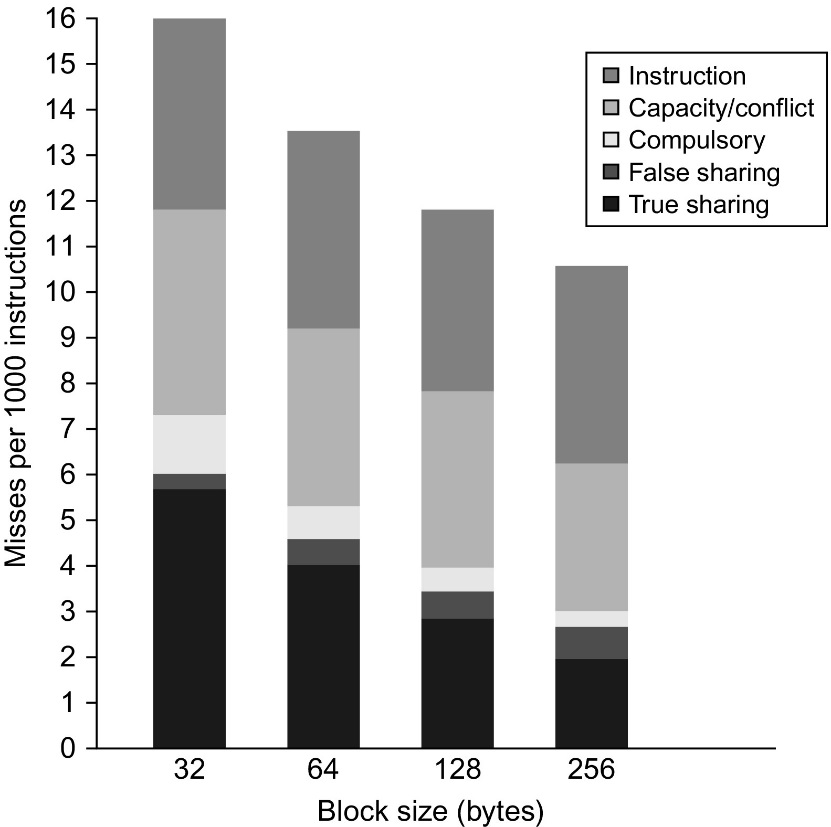 16
15
14
13
12
11
10
9
8
7
6
5
4
3
2
1
0
Misses per 1000 instructions
Instruction
Capacity/conflict
Compulsory
False sharing
True sharing
32 64 128 256
Block size (bytes)